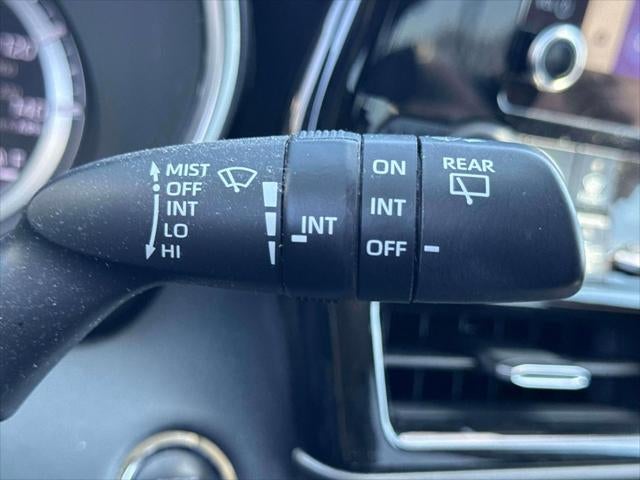 MIST
OFF
INT
LO
HI
INT
ON
INT
OFF
REAR